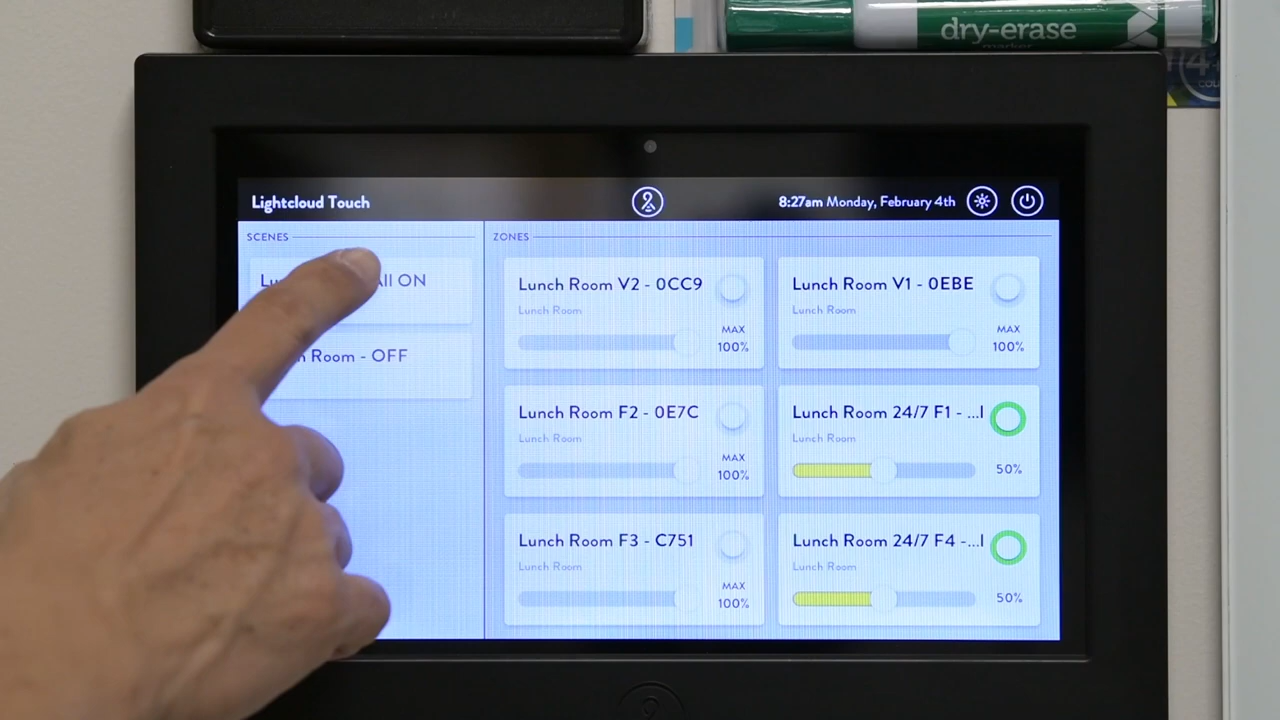 dry-erase
marker
Lightcloud Touch
8:27am Monday, February 4th
SCENES
All ON
Room - OFF
ZONES
Lunch Room V2 - 0CC9
Lunch Room
MAX
100%
Lunch Room V1 - 0EBE
Lunch Room
MAX
100%
Lunch Room F2 - 0E7C
Lunch Room
MAX
100%
Lunch Room 24/7 F1 - ...l
Lunch Room
50%
Lunch Room F3 - C751
Lunch Room
MAX
100%
Lunch Room 24/7 F4 -...l
Lunch Room
50%